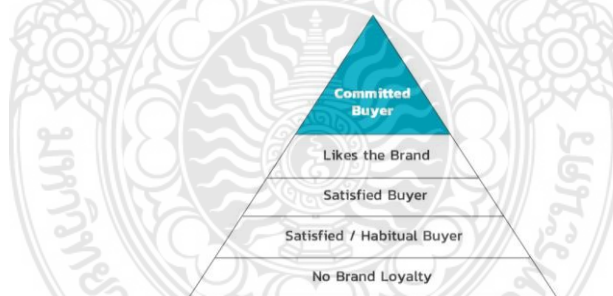 Committed
Buyer
Likes the Brand
Satisfied Buyer
Satisfied / Habitual Buyer
No Brand Loyalty